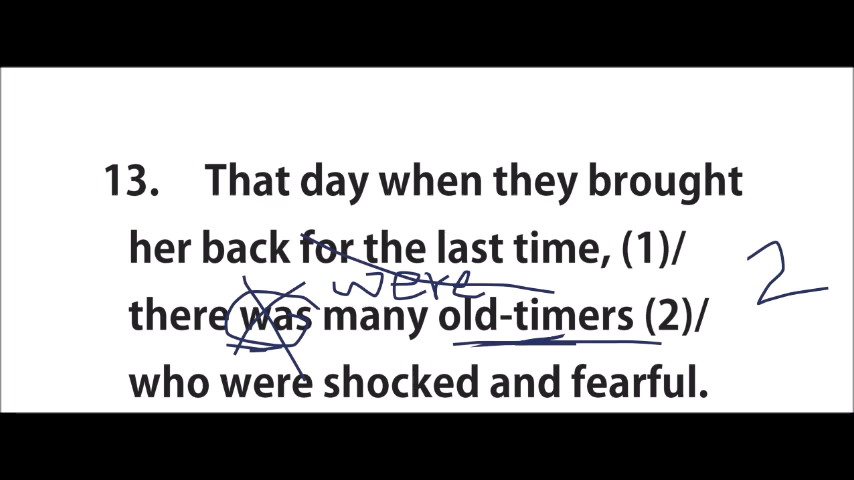 13. That day when they brought
her back for the last time, (1)/
were
2
there was many old-timers (2)/
who were shocked and fearful.